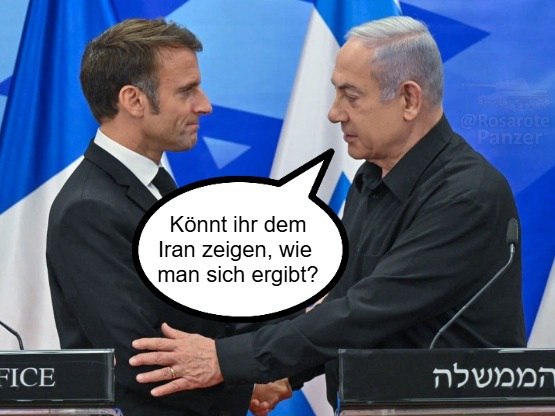 @Rosarote
Panzer
Könnt ihr dem
Iran zeigen, wie
man sich ergibt?
FICE
הממשלה